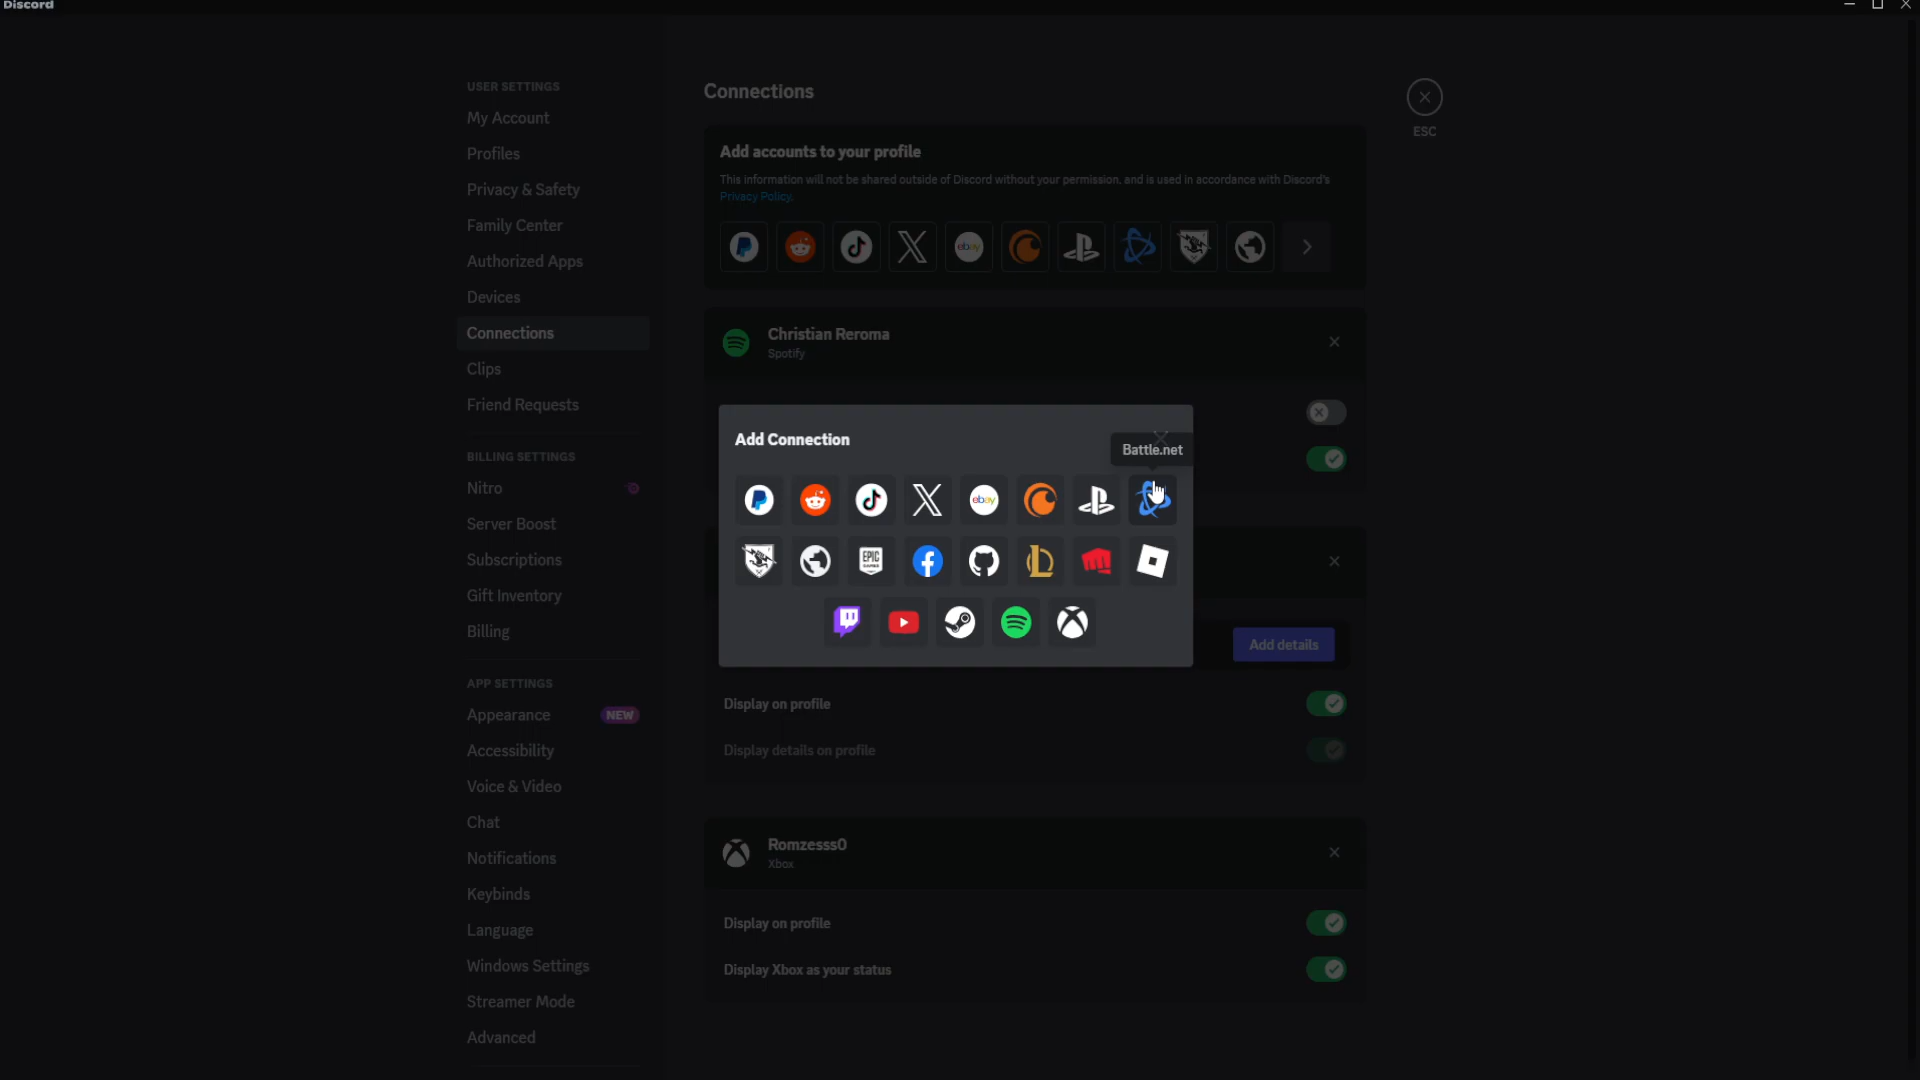 Discord
USER SETTINGS
My Account
Profiles
Privacy & Safety
Family Center
Authorized Apps
Devices
Connections
Clips
Friend Requests
BILLING SETTINGS
Nitro
Server Boost
Subscriptions
Gift Inventory
Billing
APP SETTINGS
Appearance NEW
Accessibility
Voice & Video
Chat
Notifications
Keybinds
Language
Windows Settings
Streamer Mode
Advanced
Connections
ESC
Add accounts to your profile
This information will not be shared outside of Discord without your permission, and is used in accordance with Discord's
Privacy Policy.
ebay
Christian Reroma
Spotify
Add Connection
Battle.net
ebay
EPIC
GAMES
Add details
Display on profile
Display details on profile
Romzesss0
Xbox
Display on profile
Display Xbox as your status